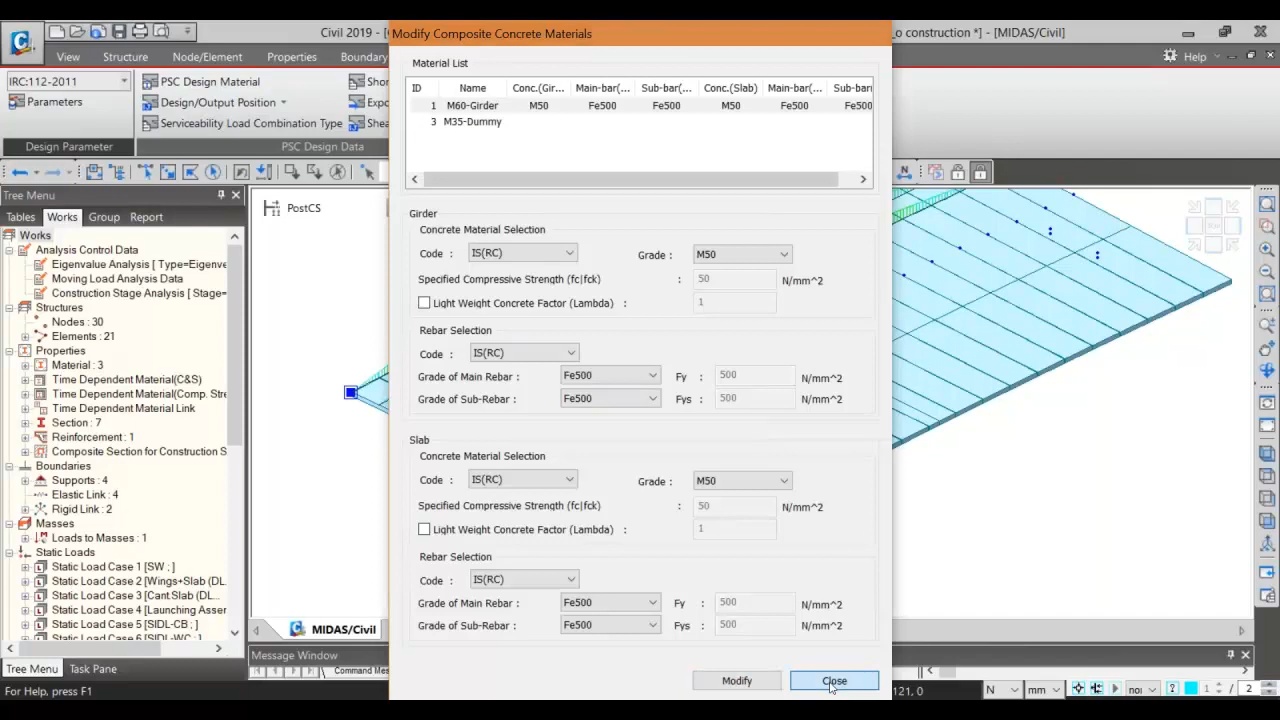 Civil 2019 - [
Modify Composite Concrete Materials
o construction *] - [MIDAS/Civil]
View Structure Node/Element Properties Boundary
Help
Material List
IRC:112-2011
PSC Design Material
ID Name Conc.(Gir... Main-bar(... Sub-bar(... Conc.(Slab) Main-bar(... Sub-bar
Parameters
Design/Output Position
1 M60-Girder M50 Fe500 Fe500 M50 Fe500 Fe500
Serviceability Load Combination Type
3 M35-Dummy
Design Parameter
PSC Design Data
Tree Menu
PostCS
Tables Works Group Report
Girder
Works
Concrete Material Selection
Analysis Control Data
Code : IS(RC) Grade : M50
Eigenvalue Analysis [ Type=Eigenve
Moving Load Analysis Data
Specified Compressive Strength (fc|fck) : 50 N/mm^2
Construction Stage Analysis [ Stage=
Light Weight Concrete Factor (Lambda) : 1
Structures
Nodes : 30
Rebar Selection
Elements : 21
Properties
Code : IS(RC)
Material : 3
Grade of Main Rebar : Fe500 Fy : 500 N/mm^2
Time Dependent Material(C&S)
Time Dependent Material(Comp. Stre
Grade of Sub-Rebar : Fe500 Fys : 500 N/mm^2
Time Dependent Material Link
Section : 7
Reinforcement : 1
Slab
Composite Section for Construction S
Concrete Material Selection
Boundaries
Supports : 4
Code : IS(RC) Grade : M50
Elastic Link : 4
Specified Compressive Strength (fc|fck) : 50 N/mm^2
Rigid Link : 2
Masses
Light Weight Concrete Factor (Lambda) : 1
Loads to Masses : 1
Static Loads
Rebar Selection
Static Load Case 1 [SW ; ]
Static Load Case 2 [Wings+Slab (DL
Code : IS(RC)
Static Load Case 3 [Cant.Slab (DL..
Grade of Main Rebar : Fe500 Fy : 500 N/mm^2
Static Load Case 4 [Launching Asser
Static Load Case 5 [SIDL-CB ; ]
Grade of Sub-Rebar : Fe500 Fys : 500 N/mm^2
MIDAS/Civil
Static Load Case 6 [SIDL-WC ; ]
Message Window
Tree Menu Task Pane
Command Mes
Modify Close
For Help, press F1
121, 0 N mm 1 / 2